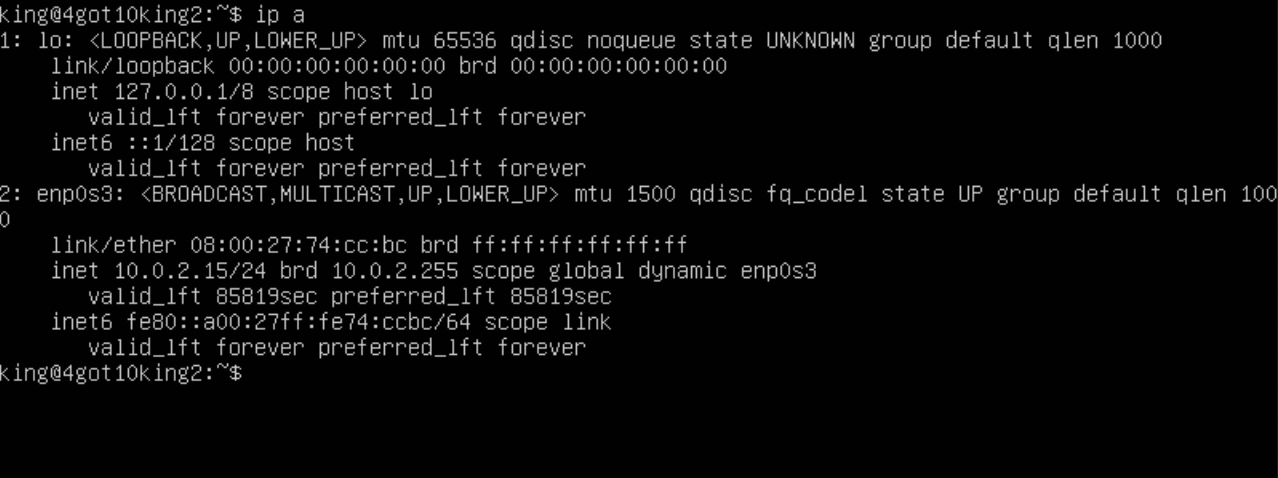 king@4got10king2:~$ ip a
1: lo: <LOOPBACK,UP,LOWER_UP> mtu 65536 qdisc noqueue state UNKNOWN group default qlen 1000
    link/loopback 00:00:00:00:00:00 brd 00:00:00:00:00:00
    inet 127.0.0.1/8 scope host lo
       valid_lft forever preferred_lft forever
    inet6 ::1/128 scope host
       valid_lft forever preferred_lft forever
2: enp0s3: <BROADCAST,MULTICAST,UP,LOWER_UP> mtu 1500 qdisc fq_codel state UP group default qlen 100
0
    link/ether 08:00:27:74:cc:bc brd ff:ff:ff:ff:ff:ff
    inet 10.0.2.15/24 brd 10.0.2.255 scope global dynamic enp0s3
       valid_lft 85819sec preferred_lft 85819sec
    inet6 fe80::a00:27ff:fe74:ccbc/64 scope link
       valid_lft forever preferred_lft forever
king@4got10king2:~$